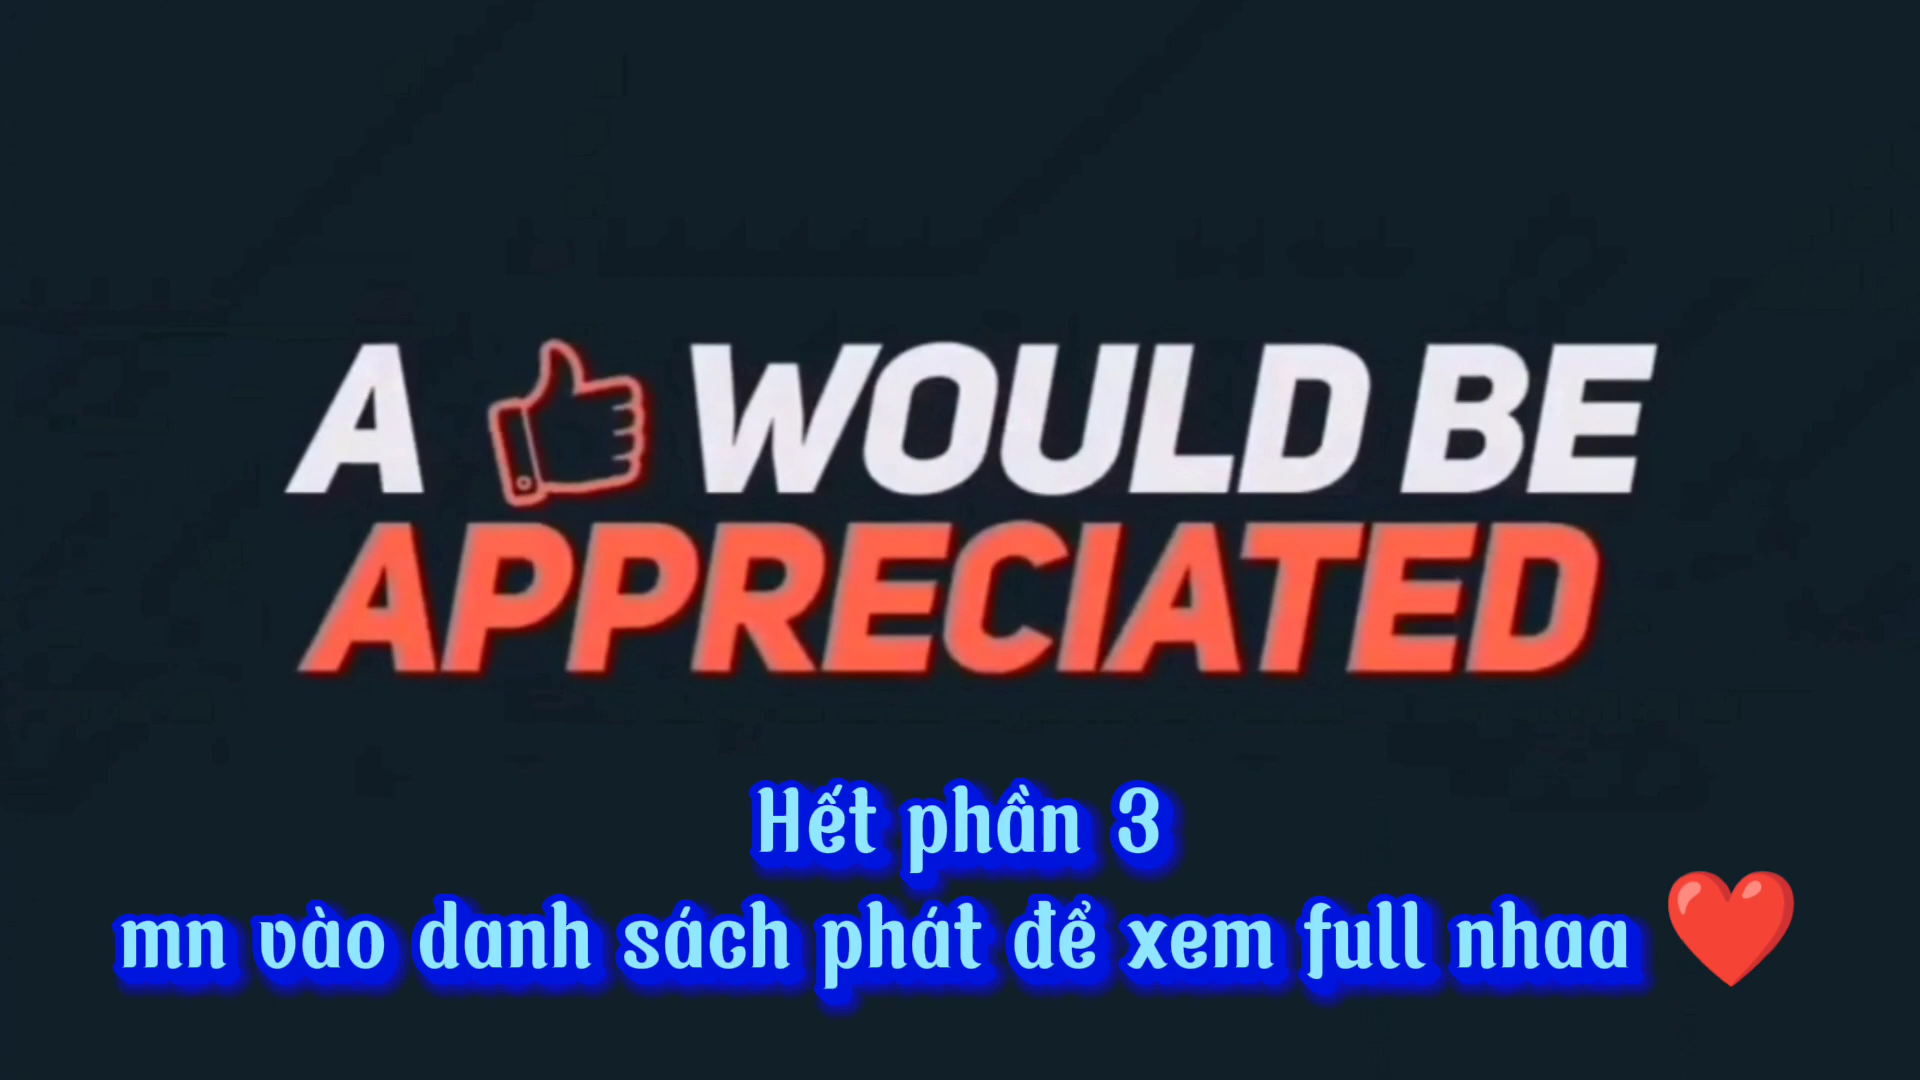 A 👍 WOULD BE
APPRECIATED
Hết phần 3
mn vào danh sách phát để xem full nhaa ❤️